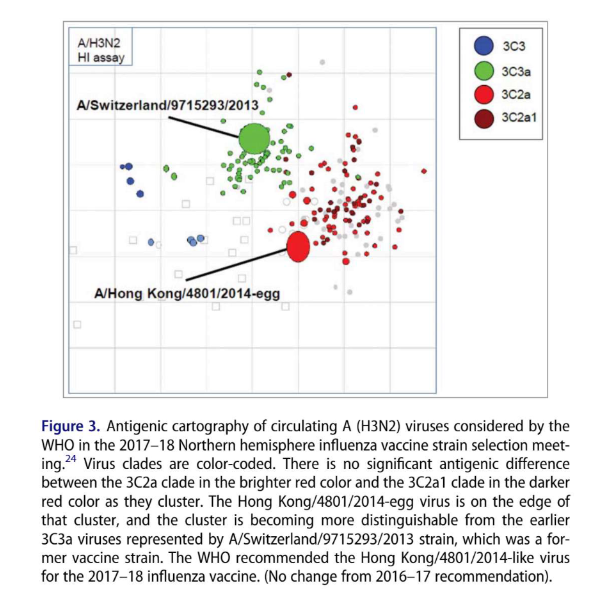 A/H3N2
HI assay
A/Switzerland/9715293/2013
A/Hong Kong/4801/2014-egg
3C3
3C3a
3C2a
3C2a1
Figure 3. Antigenic cartography of circulating A (H3N2) viruses considered by the
WHO in the 2017–18 Northern hemisphere influenza vaccine strain selection meet-
ing.24 Virus clades are color-coded. There is no significant antigenic difference
between the 3C2a clade in the brighter red color and the 3C2a1 clade in the darker
red color as they cluster. The Hong Kong/4801/2014-egg virus is on the edge of
that cluster, and the cluster is becoming more distinguishable from the earlier
3C3a viruses represented by A/Switzerland/9715293/2013 strain, which was a for-
mer vaccine strain. The WHO recommended the Hong Kong/4801/2014-like virus
for the 2017–18 influenza vaccine. (No change from 2016–17 recommendation).